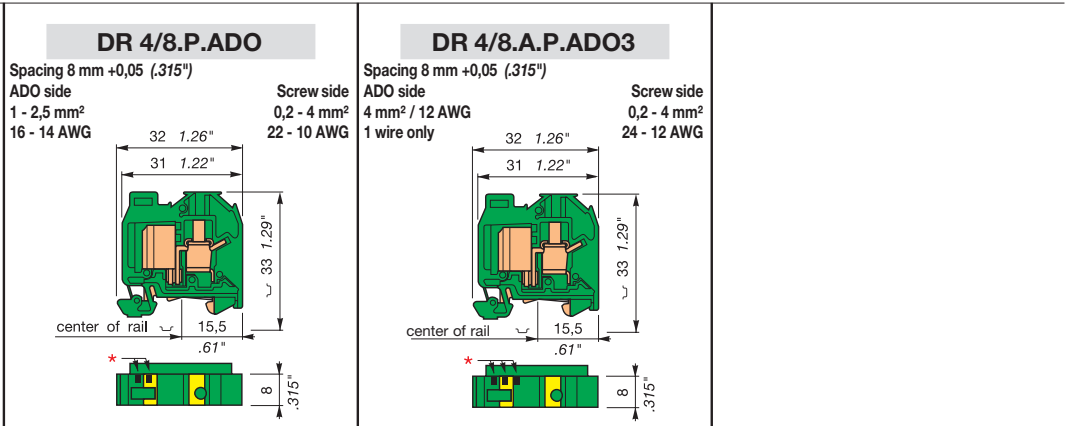 DR 4/8.P.ADO
Spacing 8 mm +0,05 (.315")
ADO side Screw side
1 - 2,5 mm² 0,2 - 4 mm²
16 - 14 AWG 22 - 10 AWG
32 1.26"
31 1.22"
33 1.29"
center of rail 15,5
.61"
*
8 .315"
DR 4/8.A.P.ADO3
Spacing 8 mm +0,05 (.315")
ADO side Screw side
4 mm² / 12 AWG 0,2 - 4 mm²
1 wire only 24 - 12 AWG
32 1.26"
31 1.22"
33 1.29"
center of rail 15,5
.61"
*
8 .315"